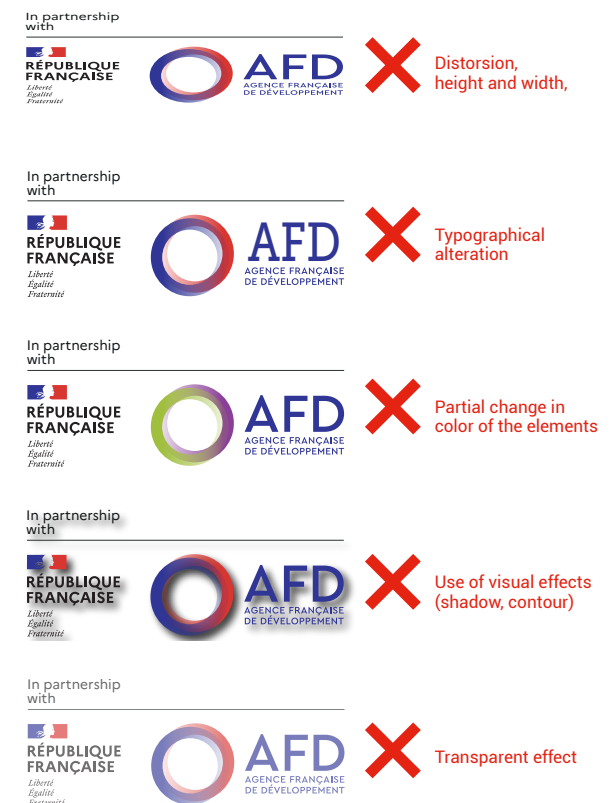 In partnership
with
RÉPUBLIQUE
FRANÇAISE
Liberté
Égalité
Fraternité
AFD
AGENCE FRANÇAISE
DE DÉVELOPPEMENT
Distorsion,
height and width,
In partnership
with
RÉPUBLIQUE
FRANÇAISE
Liberté
Égalité
Fraternité
AFD
AGENCE FRANÇAISE
DE DÉVELOPPEMENT
Typographical
alteration
In partnership
with
RÉPUBLIQUE
FRANÇAISE
Liberté
Égalité
Fraternité
AFD
AGENCE FRANÇAISE
DE DÉVELOPPEMENT
Partial change in
color of the elements
In partnership
with
RÉPUBLIQUE
FRANÇAISE
Liberté
Égalité
Fraternité
AFD
AGENCE FRANÇAISE
DE DÉVELOPPEMENT
Use of visual effects
(shadow, contour)
In partnership
with
RÉPUBLIQUE
FRANÇAISE
Liberté
Égalité
Fraternité
AFD
AGENCE FRANÇAISE
DE DÉVELOPPEMENT
Transparent effect